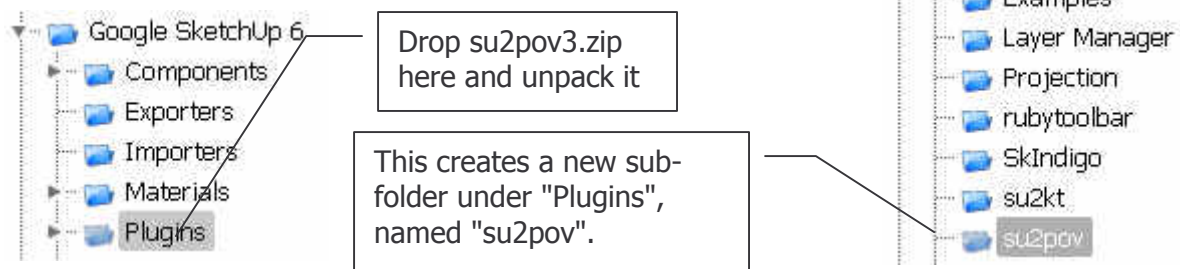 Google SketchUp 6
Components
Exporters
Importers
Materials
Plugins
Drop su2pov3.zip
here and unpack it
This creates a new sub-
folder under "Plugins",
named "su2pov".
Examples
Layer Manager
Projection
rubytoolbar
SkIndigo
su2kt
su2pov